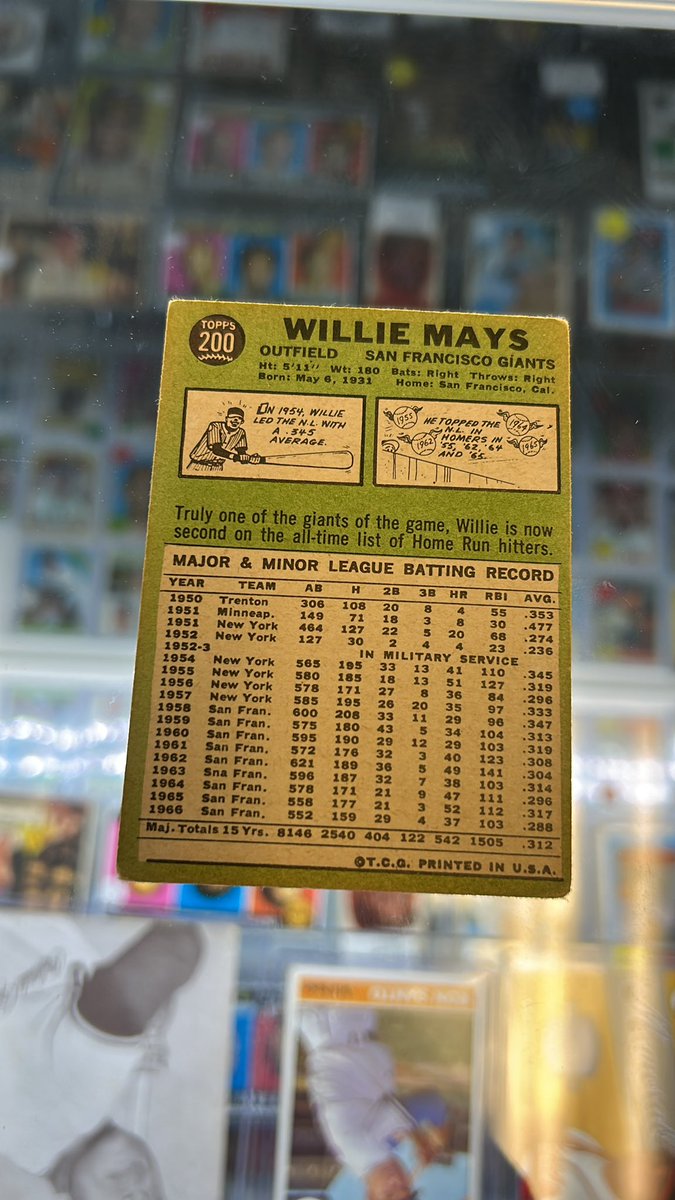 TOPPS
200
WILLIE MAYS
OUTFIELD SAN FRANCISCO GIANTS
Ht: 5'11" Wt: 180 Bats: Right Throws: Right
Born: May 6, 1931 Home: San Francisco, Cal.
ON 1954, WILLIE
LED THE N.L. WITH
A .345
AVERAGE.
1955
1962
1964
1965
HE TOPPED THE
N.L. IN
HOMERS IN
'55, '62, '64
AND '65.
Truly one of the giants of the game, Willie is now
second on the all-time list of Home Run hitters.
MAJOR & MINOR LEAGUE BATTING RECORD
YEAR TEAM AB H 2B 3B HR RBI AVG.
1950 Trenton 306 108 20 8 4 55 .353
1951 Minneap. 149 71 18 3 8 30 .477
1951 New York 464 127 22 5 20 68 .274
1952 New York 127 30 2 4 4 23 .236
1952-3 IN MILITARY SERVICE
1954 New York 565 195 33 13 41 110 .345
1955 New York 580 185 18 13 51 127 .319
1956 New York 578 171 27 8 36 84 .296
1957 New York 585 195 26 20 35 97 .333
1958 San Fran. 600 208 33 11 29 96 .347
1959 San Fran. 575 180 43 5 34 104 .313
1960 San Fran. 595 190 29 12 29 103 .319
1961 San Fran. 572 176 32 3 40 123 .308
1962 San Fran. 621 189 36 5 49 141 .304
1963 Sna Fran. 596 187 32 7 38 103 .314
1964 San Fran. 578 171 21 9 47 111 .296
1965 San Fran. 558 177 21 3 52 112 .317
1966 San Fran. 552 159 29 4 37 103 .288
Maj. Totals 15 Yrs. 8146 2540 404 122 542 1505 .312
©T.C.G. PRINTED IN U.S.A.